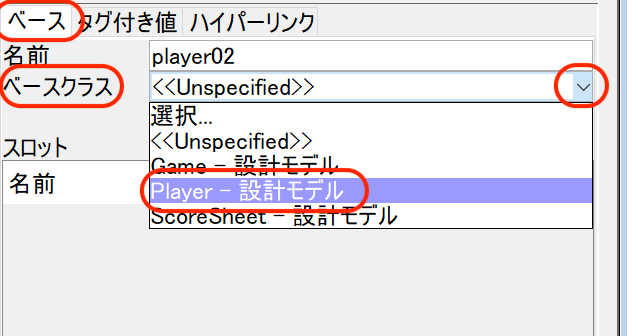 ベース タグ付き値 ハイパーリンク
名前 player02
ベースクラス <<Unspecified>>
選択...
<<Unspecified>>
スロット
Game - 設計モデル
名前
Player - 設計モデル
ScoreSheet - 設計モデル